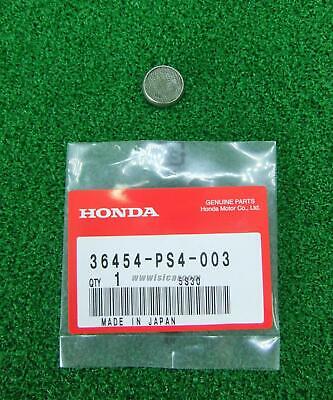 HONDA
GENUINE PARTS
Honda Motor Co., Ltd.
36454-PS4-003
QTY 1 5S30
MADE IN JAPAN